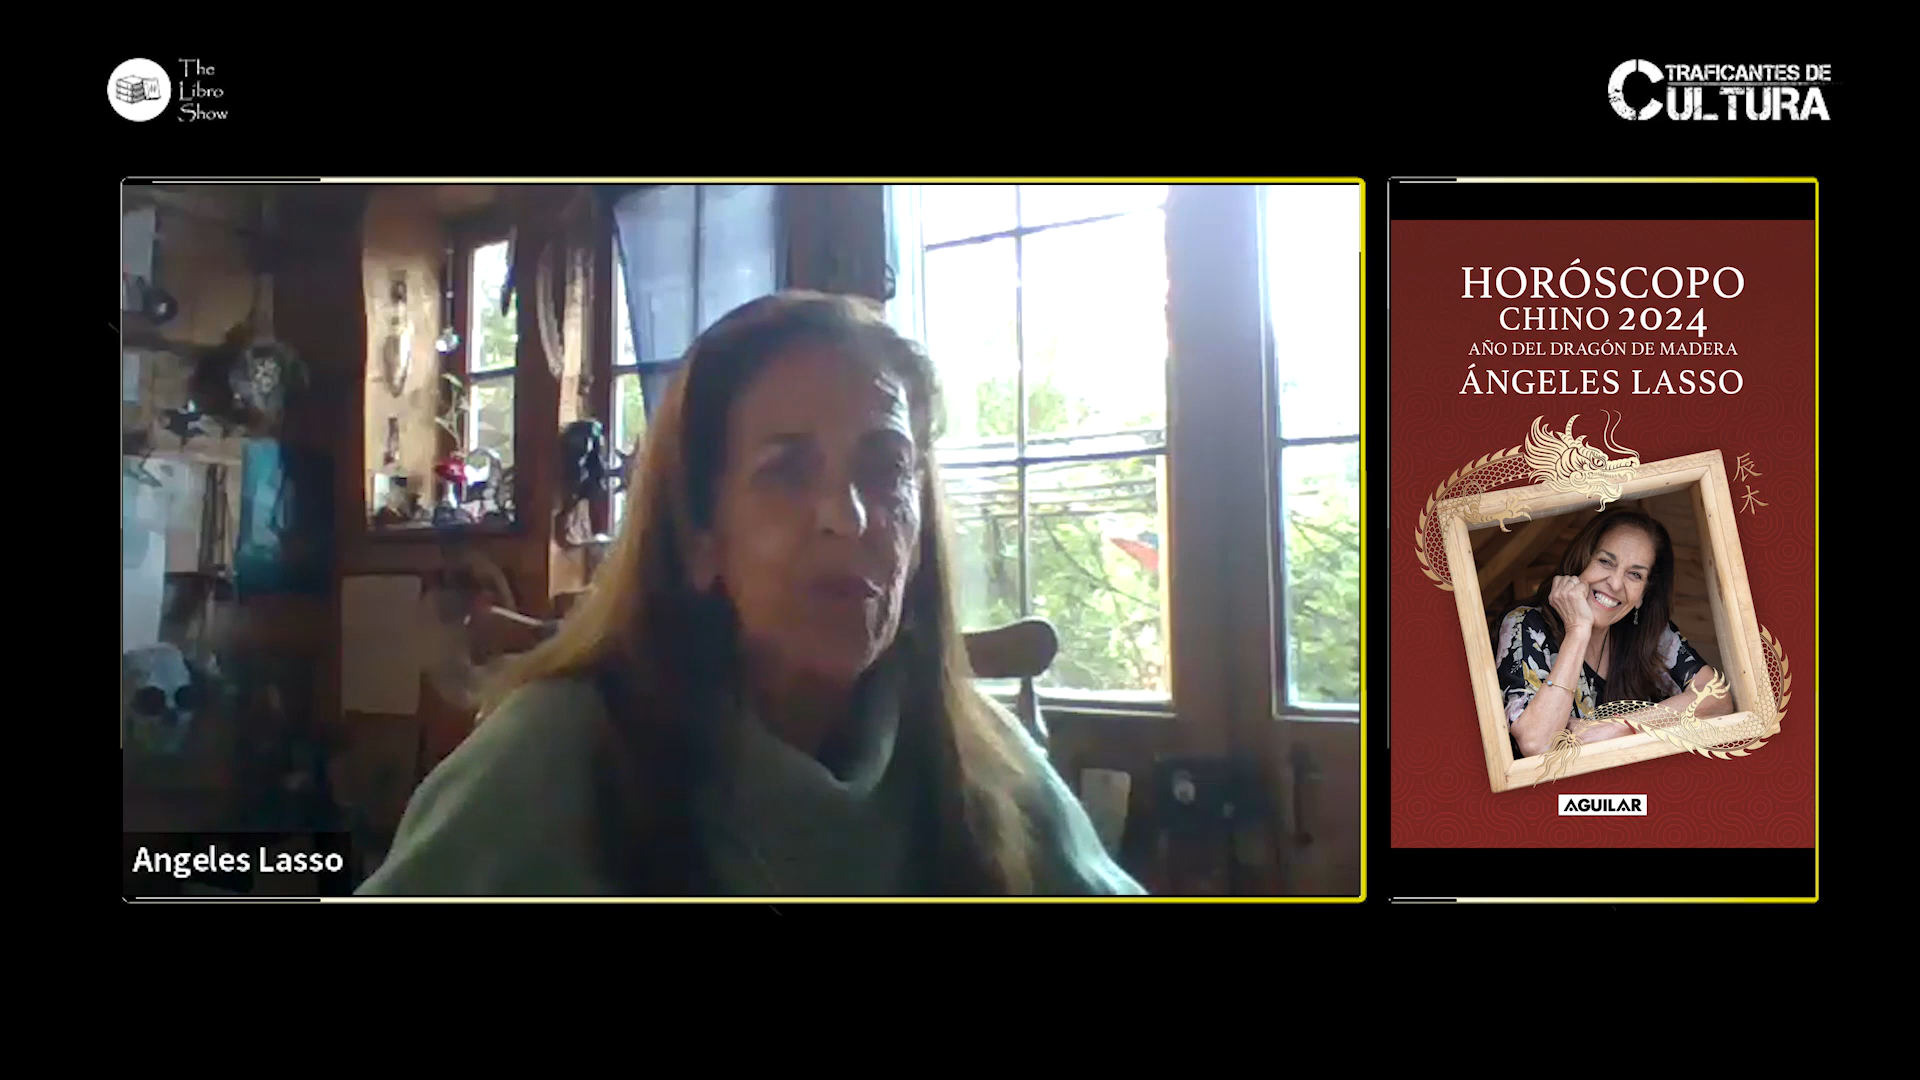 The
Libro
Show
TRAFICANTES DE
CULTURA
HORÓSCOPO
CHINO 2024
AÑO DEL DRAGÓN DE MADERA
ÁNGELES LASSO
辰
木
AGUILAR
Angeles Lasso